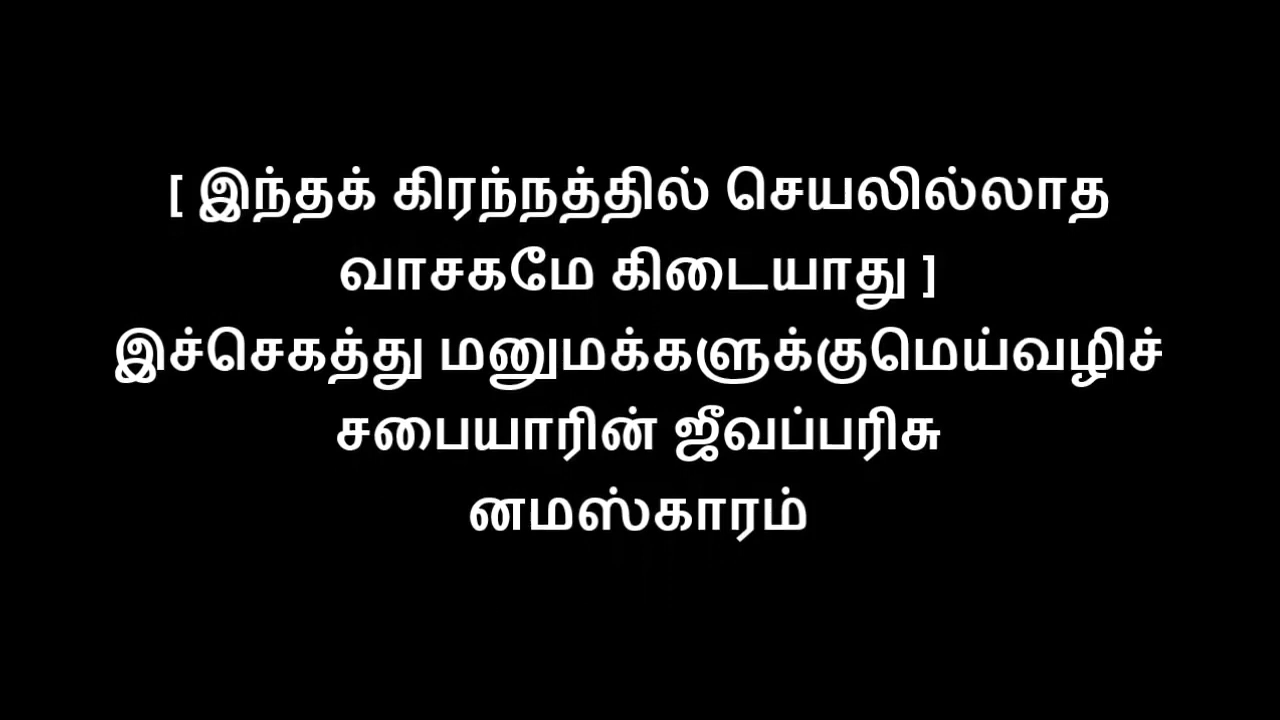 [ இந்தக் கிரந்நத்தில் செயலில்லாத
வாசகமே கிடையாது ]
இச்செகத்து மனுமக்களுக்குமெய்வழிச்
சபையாரின் ஜீவப்பரிசு
னமஸ்காரம்